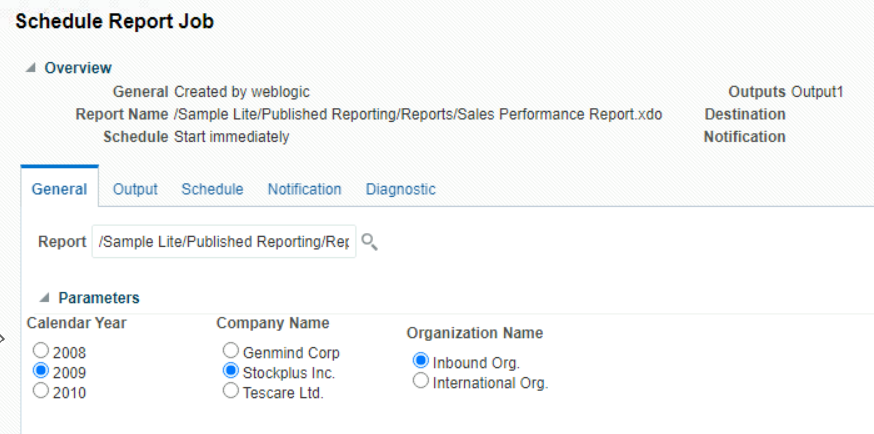 Schedule Report Job
Overview
General Created by weblogic
Outputs Output1
Report Name /Sample Lite/Published Reporting/Reports/Sales Performance Report.xdo
Destination
Schedule Start immediately
Notification
General Output Schedule Notification Diagnostic
Report /Sample Lite/Published Reporting/Rep
Parameters
Calendar Year
2008
2009
2010
Company Name
Genmind Corp
Stockplus Inc.
Tescare Ltd.
Organization Name
Inbound Org.
International Org.